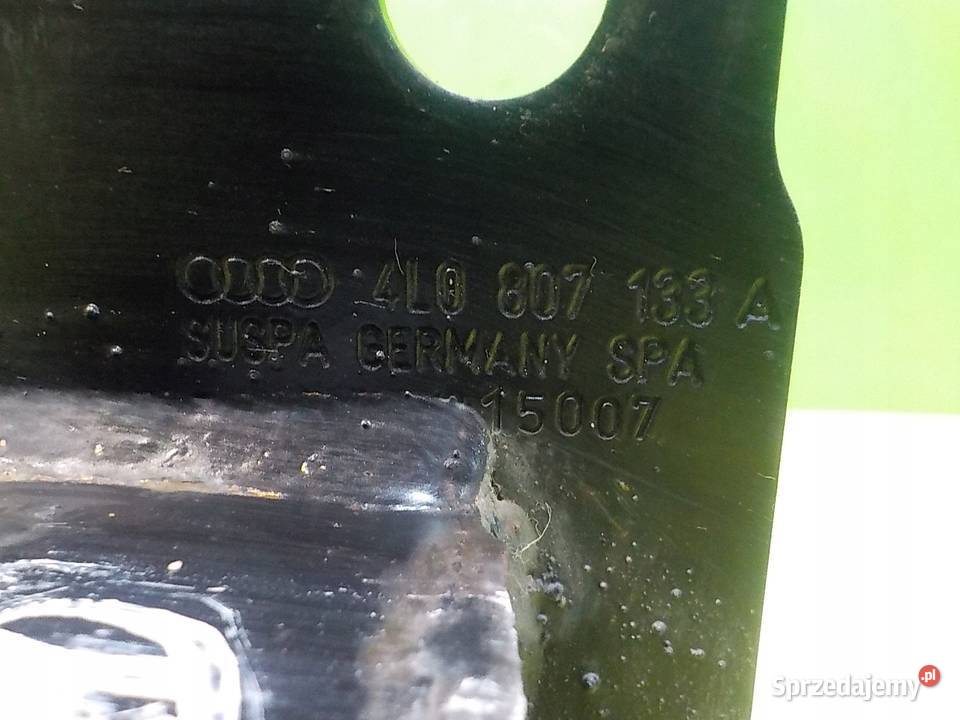 4L0 807 133 A
SUSPA GERMANY SPA
15007
Sprzedajemy.pl